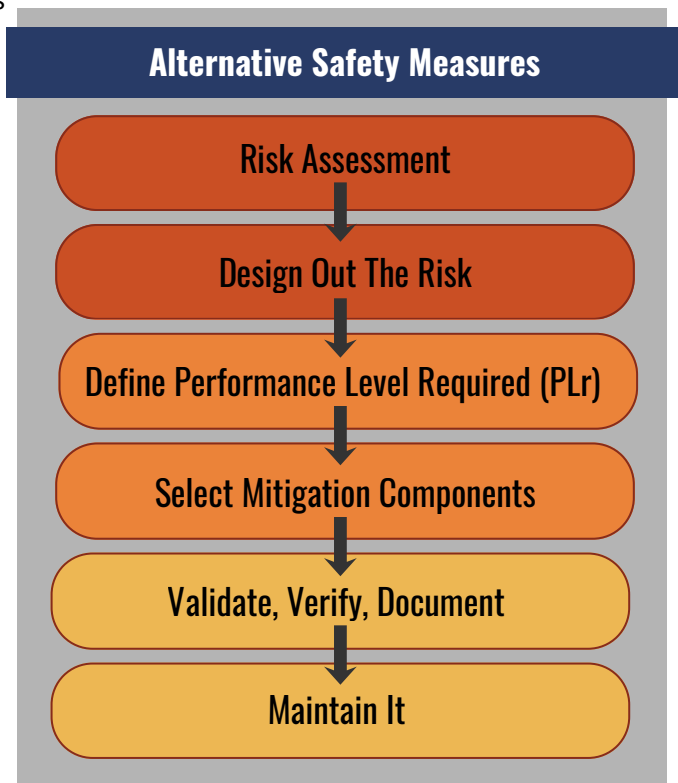 Alternative Safety Measures
Risk Assessment
Design Out The Risk
Define Performance Level Required (PLr)
Select Mitigation Components
Validate, Verify, Document
Maintain It